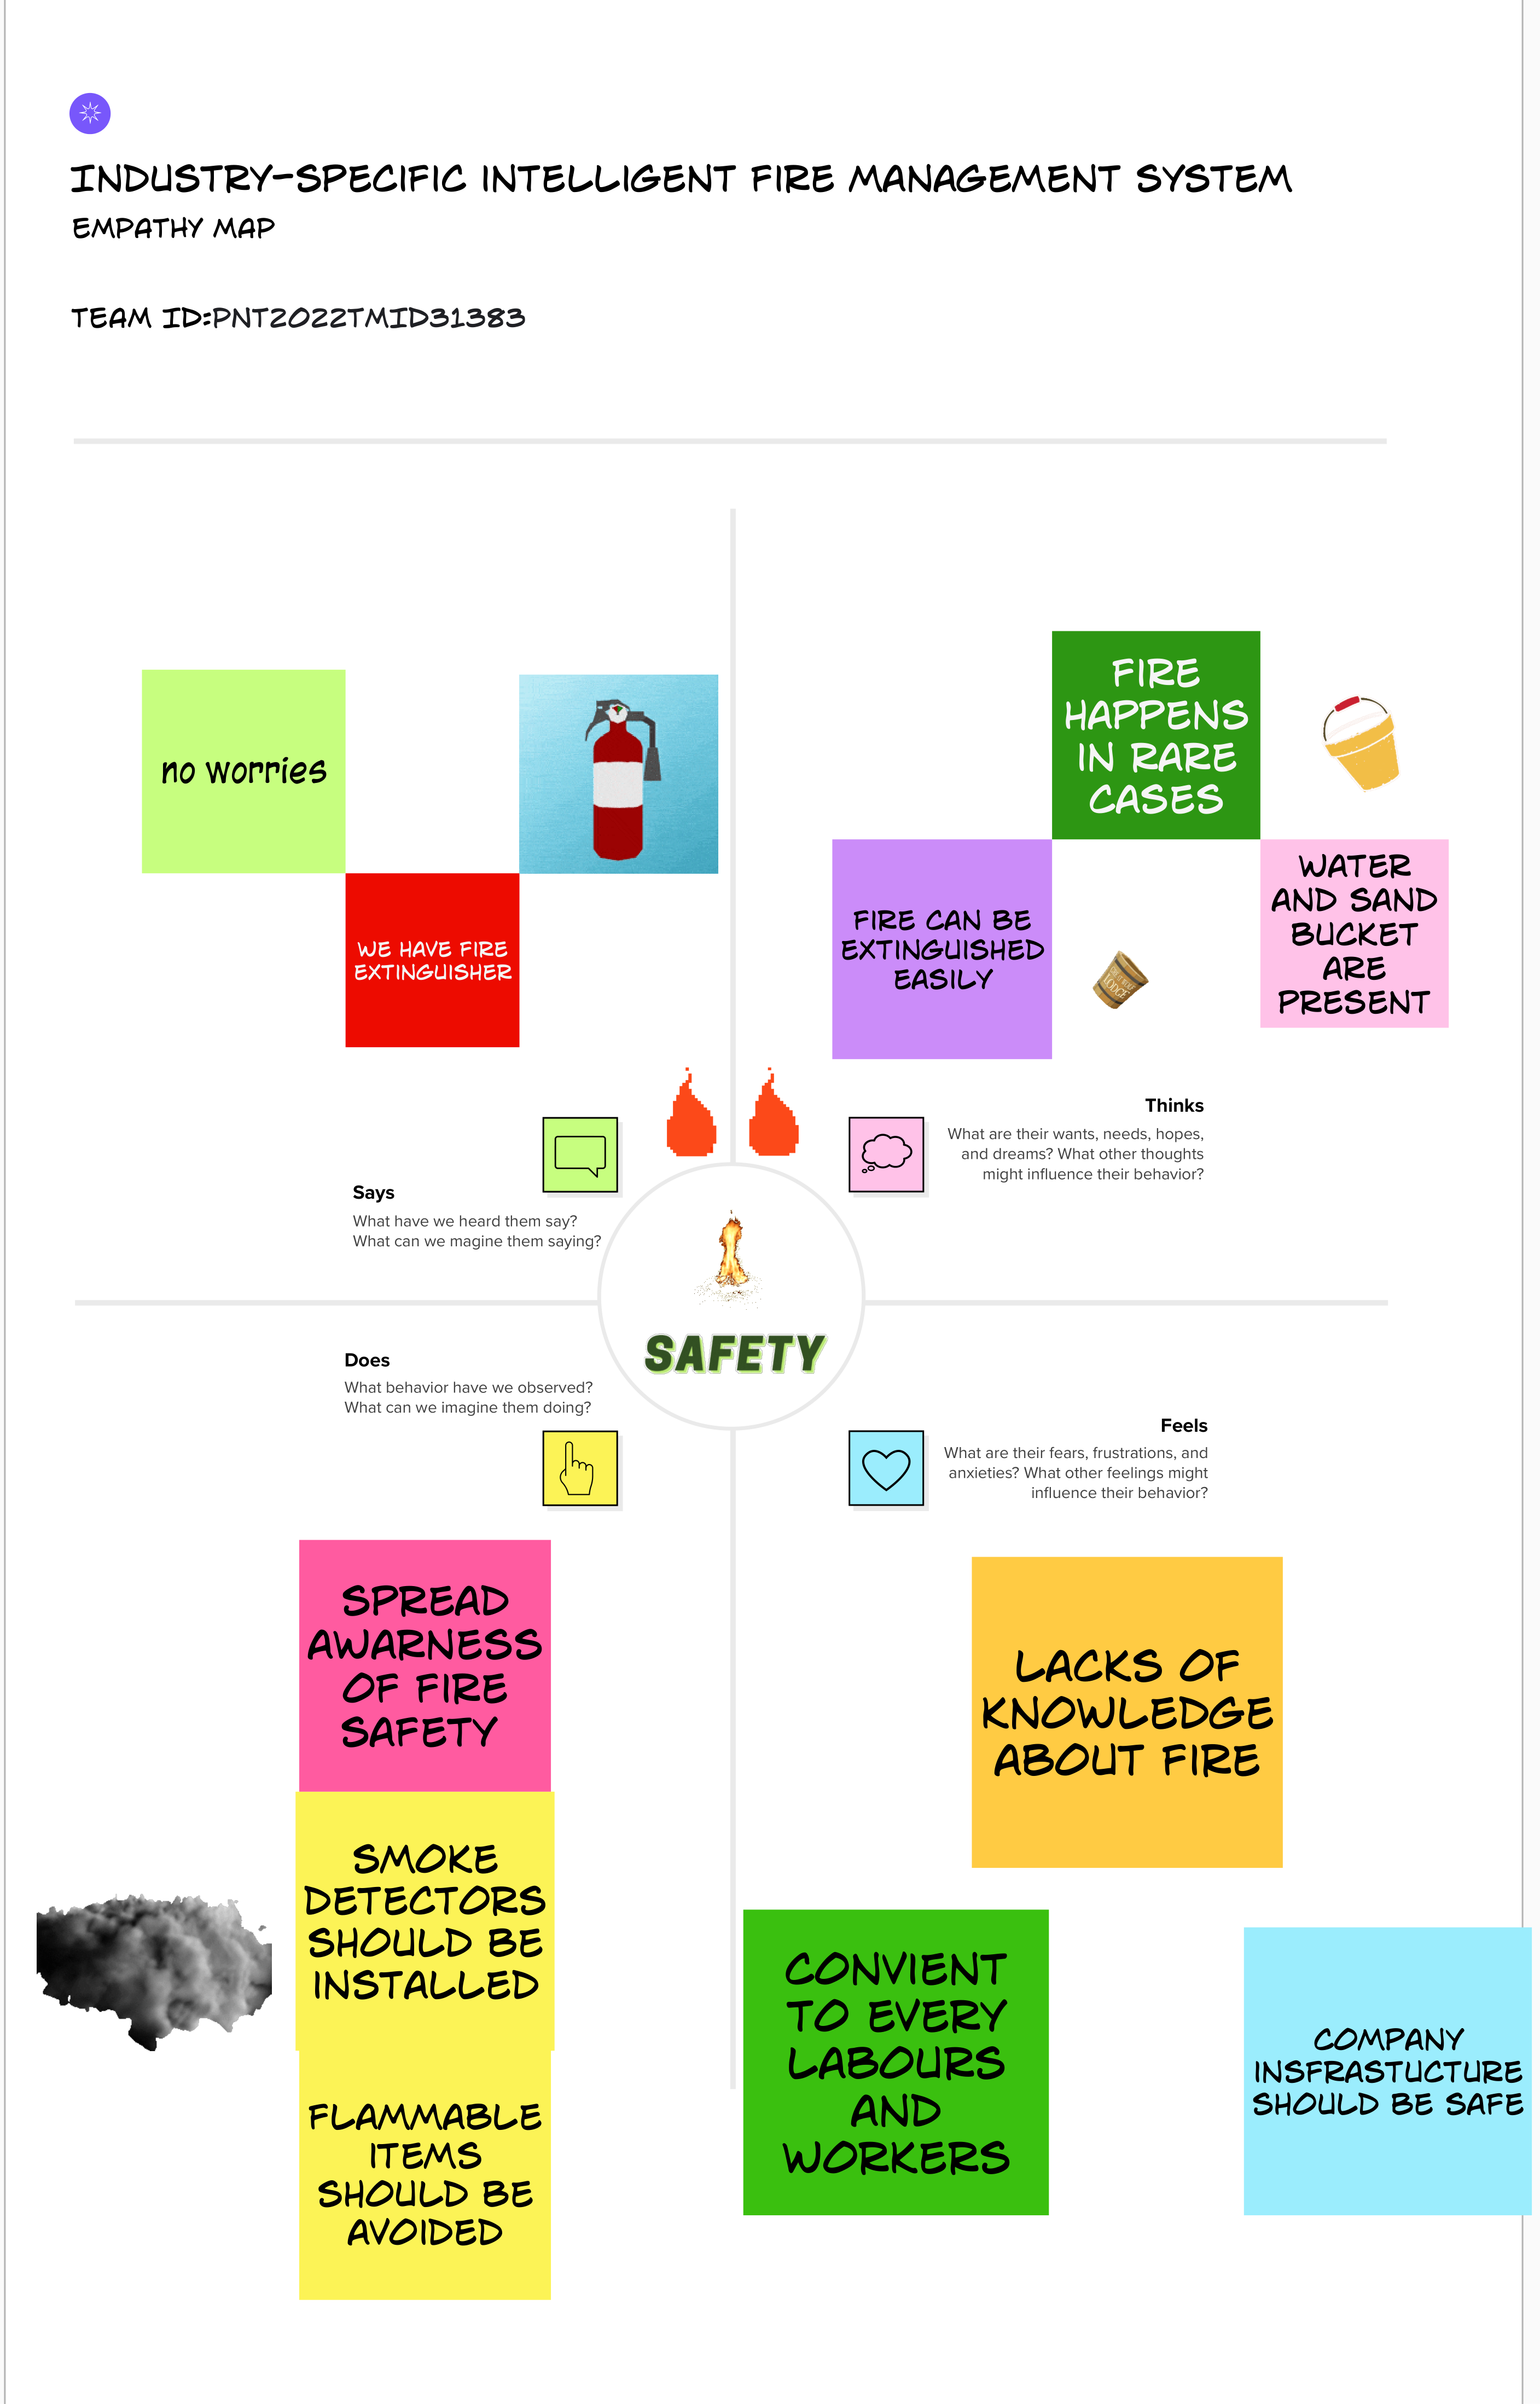 INDUSTRY-SPECIFIC INTELLIGENT FIRE MANAGEMENT SYSTEM
EMPATHY MAP
TEAM ID:PNT2022TMID31383
no worries
WE HAVE FIRE
EXTINGUISHER
FIRE
HAPPENS
IN RARE
CASES
FIRE CAN BE
EXTINGUISHED
EASILY
WATER
AND SAND
BUCKET
ARE
PRESENT
LODGE
Says
What have we heard them say?
What can we magine them saying?
Thinks
What are their wants, needs, hopes,
and dreams? What other thoughts
might influence their behavior?
SAFETY
Does
What behavior have we observed?
What can we imagine them doing?
Feels
What are their fears, frustrations, and
anxieties? What other feelings might
influence their behavior?
SPREAD
AWARNESS
OF FIRE
SAFETY
SMOKE
DETECTORS
SHOULD BE
INSTALLED
FLAMMABLE
ITEMS
SHOULD BE
AVOIDED
LACKS OF
KNOWLEDGE
ABOUT FIRE
CONVIENT
TO EVERY
LABOURS
AND
WORKERS
COMPANY
INSFRASTUCTURE
SHOULD BE SAFE